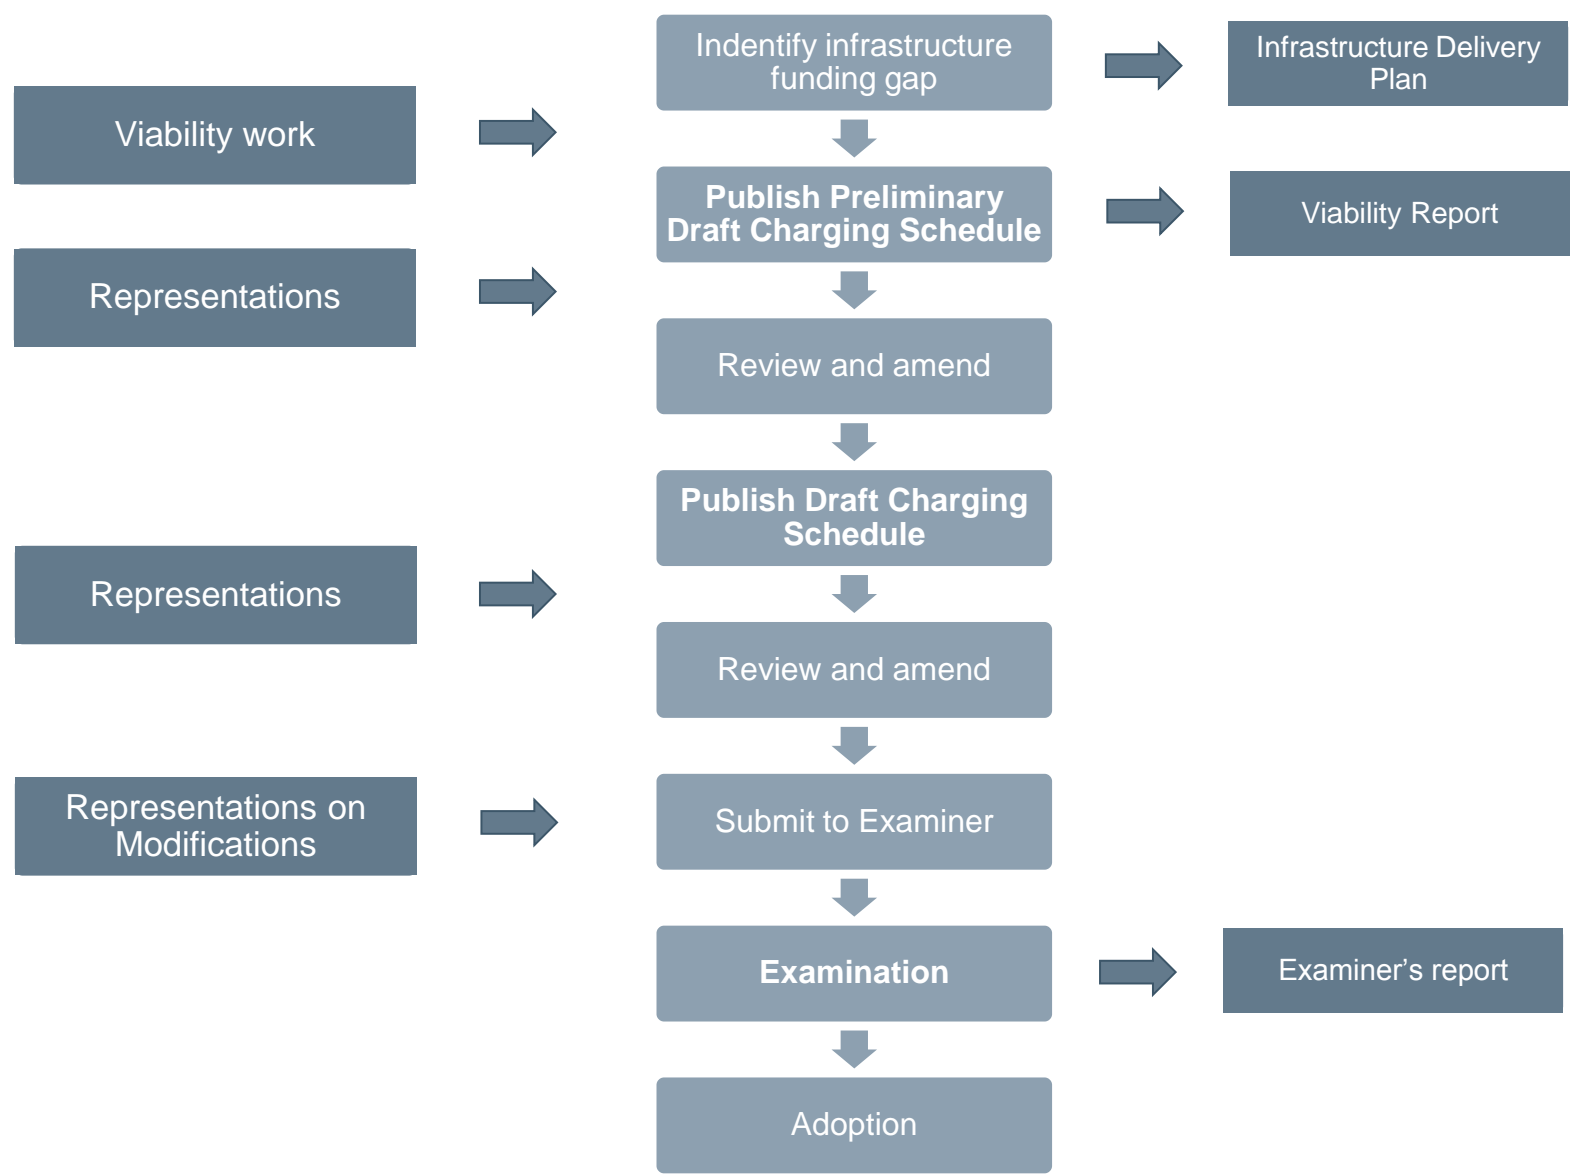 Indentify infrastructure
funding gap
Infrastructure Delivery
Plan
Viability work
Publish Preliminary
Draft Charging Schedule
Viability Report
Representations
Review and amend
Publish Draft Charging
Schedule
Representations
Review and amend
Representations on
Modifications
Submit to Examiner
Examination
Examiner’s report
Adoption